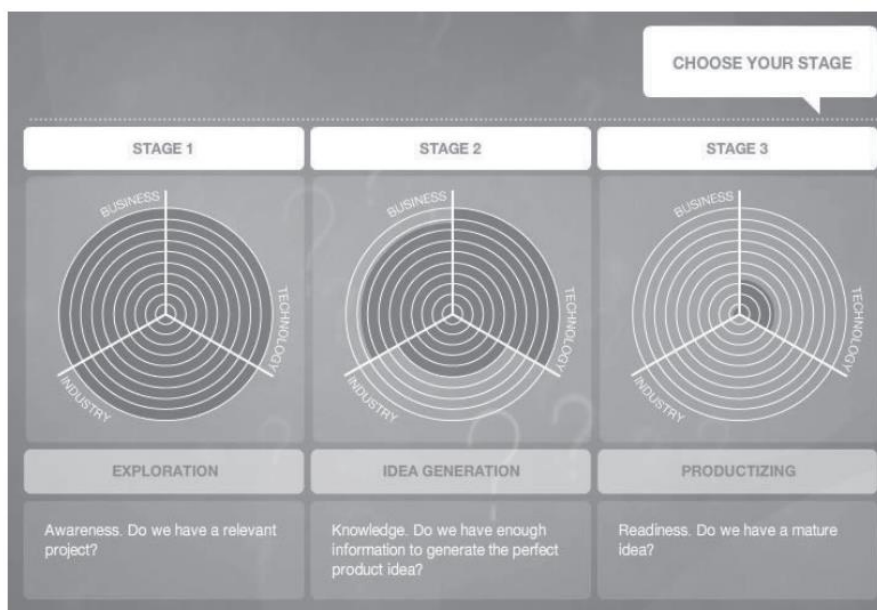 CHOOSE YOUR STAGE
STAGE 1
STAGE 2
STAGE 3
BUSINESS
TECHNOLOGY
INDUSTRY
BUSINESS
TECHNOLOGY
INDUSTRY
BUSINESS
TECHNOLOGY
INDUSTRY
EXPLORATION
IDEA GENERATION
PRODUCTIZING
Awareness. Do we have a relevant
project?
Knowledge. Do we have enough
information to generate the perfect
product idea?
Readiness. Do we have a mature
idea?